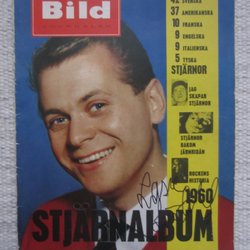 Bild
42 SVENSKA
37 AMERIKANSKA
10 FRANSKA
9 ENGELSKA
9 ITALIENSKA
5 TYSKA
STJÄRNOR
JAG
SKAPAR
STJÄRNOR
STJÄRNOR
BAKOM
JÄRNRIDÅN
ROCKENS
HISTORIA
1960
STJÄRNALBUM